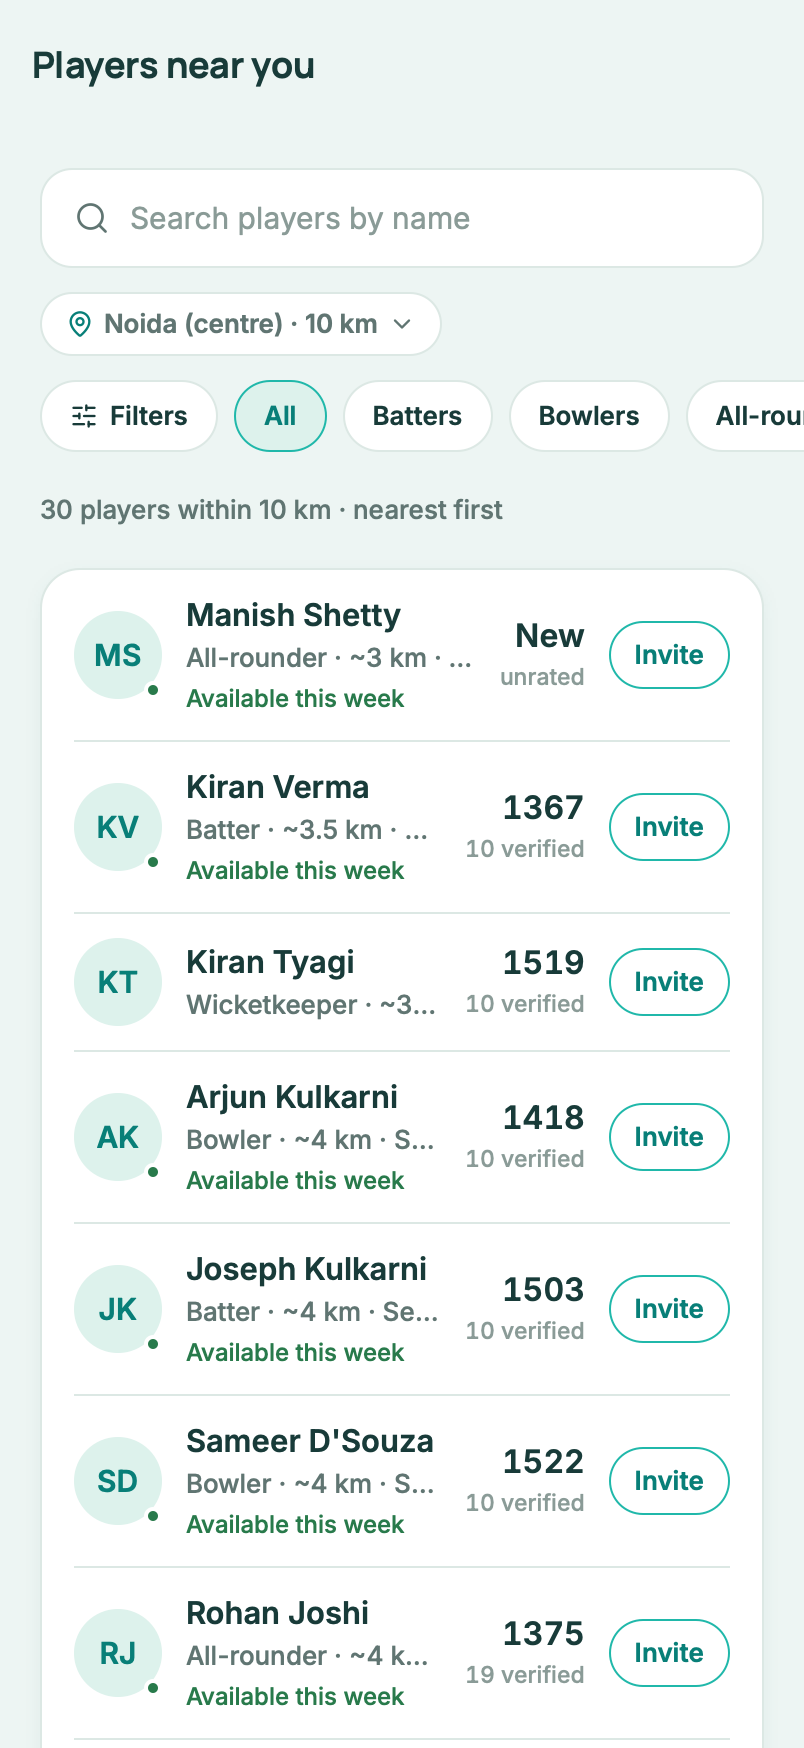 Players near you
Search players by name
Noida (centre) · 10 km
Filters
All
Batters
Bowlers
All-rou
30 players within 10 km · nearest first
MS
Manish Shetty
All-rounder · ~3 km · ...
Available this week
New
unrated
Invite
KV
Kiran Verma
Batter · ~3.5 km · ...
Available this week
1367
10 verified
Invite
KT
Kiran Tyagi
Wicketkeeper · ~3...
1519
10 verified
Invite
AK
Arjun Kulkarni
Bowler · ~4 km · S...
Available this week
1418
10 verified
Invite
JK
Joseph Kulkarni
Batter · ~4 km · Se...
Available this week
1503
10 verified
Invite
SD
Sameer D'Souza
Bowler · ~4 km · S...
Available this week
1522
10 verified
Invite
RJ
Rohan Joshi
All-rounder · ~4 k...
Available this week
1375
19 verified
Invite